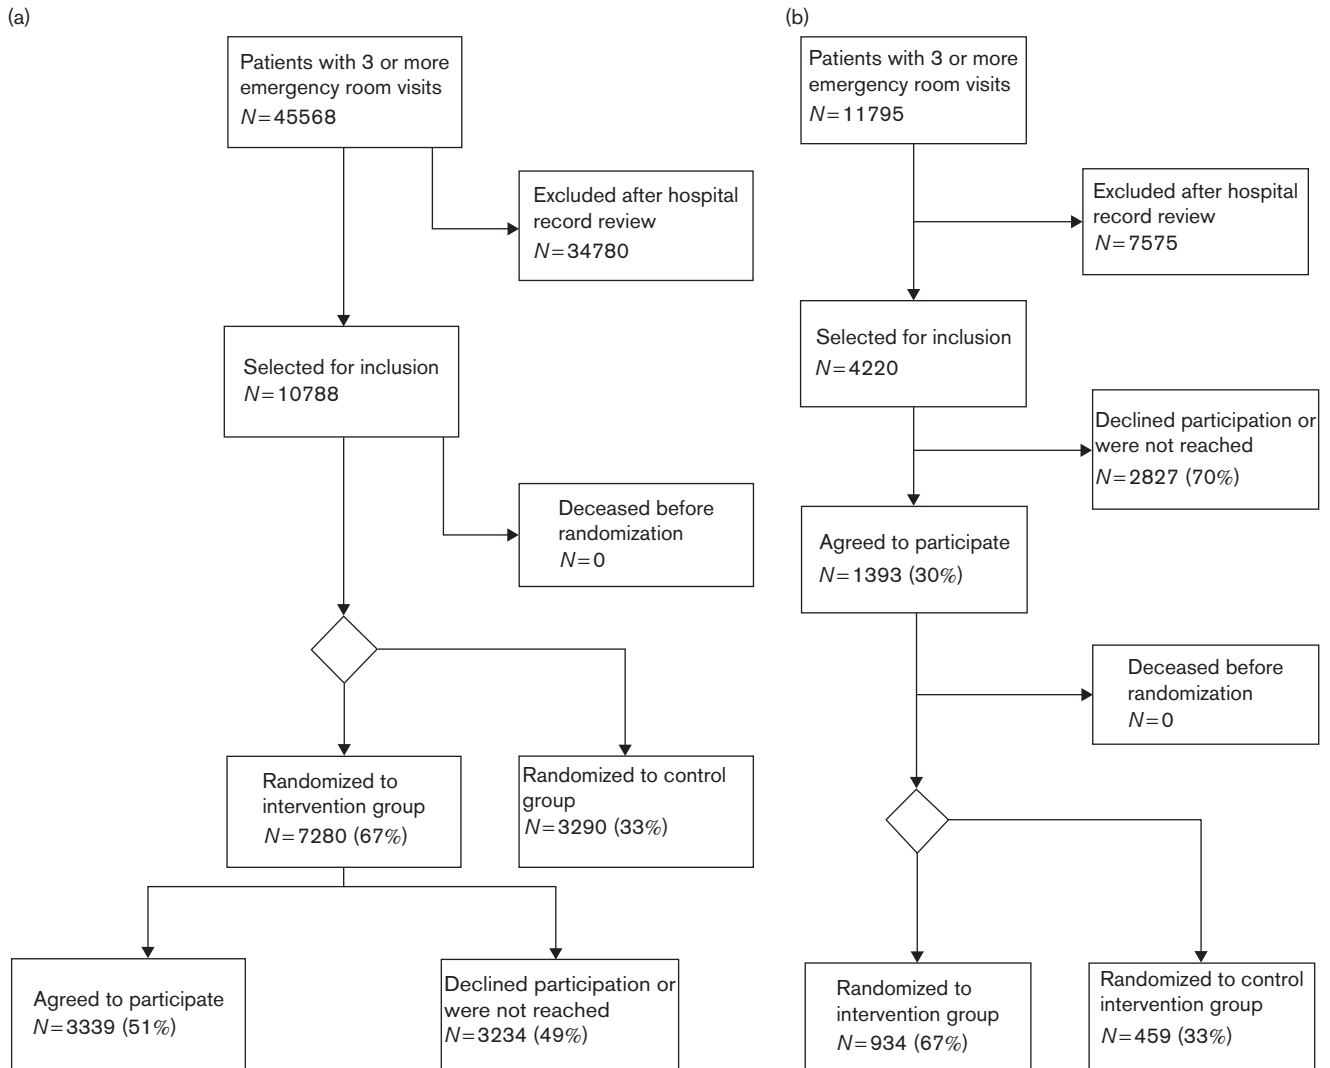 (a)
Patients with 3 or more
emergency room visits
N=45568
Excluded after hospital
record review
N=34780
Selected for inclusion
N=10788
Deceased before
randomization
N=0
Randomized to
intervention group
N=7280 (67%)
Randomized to control
group
N=3290 (33%)
Agreed to participate
N=3339 (51%)
Declined participation or
were not reached
N=3234 (49%)
(b)
Patients with 3 or more
emergency room visits
N=11795
Excluded after hospital
record review
N=7575
Selected for inclusion
N=4220
Declined participation or
were not reached
N=2827 (70%)
Agreed to participate
N=1393 (30%)
Deceased before
randomization
N=0
Randomized to
intervention group
N=934 (67%)
Randomized to control
intervention group
N=459 (33%)